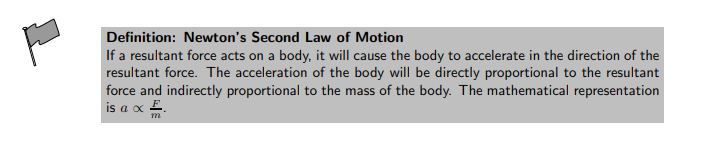 Definition: Newton's Second Law of Motion
If a resultant force acts on a body, it will cause the body to accelerate in the direction of the
resultant force. The acceleration of the body will be directly proportional to the resultant
force and indirectly proportional to the mass of the body. The mathematical representation
is a ∝ F/m.